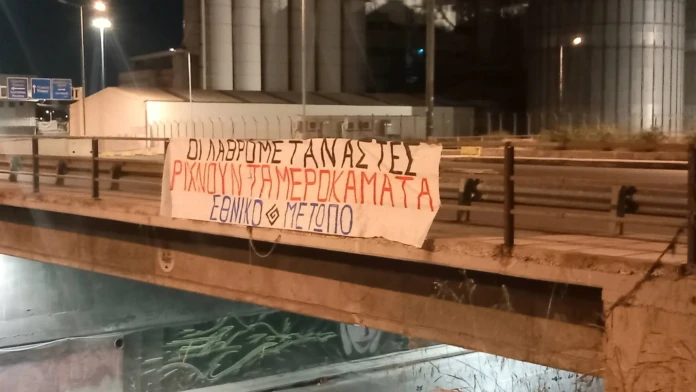 ΟΙ ΛΑΘΡΟΜΕΤΑΝΑΣΤΕΣ
ΡΙΧΝΟΥΝ ΤΑ ΜΕΡΟΚΑΜΑΤΑ
ΕΘΝΙΚΟ ΜΕΤΩΠΟ